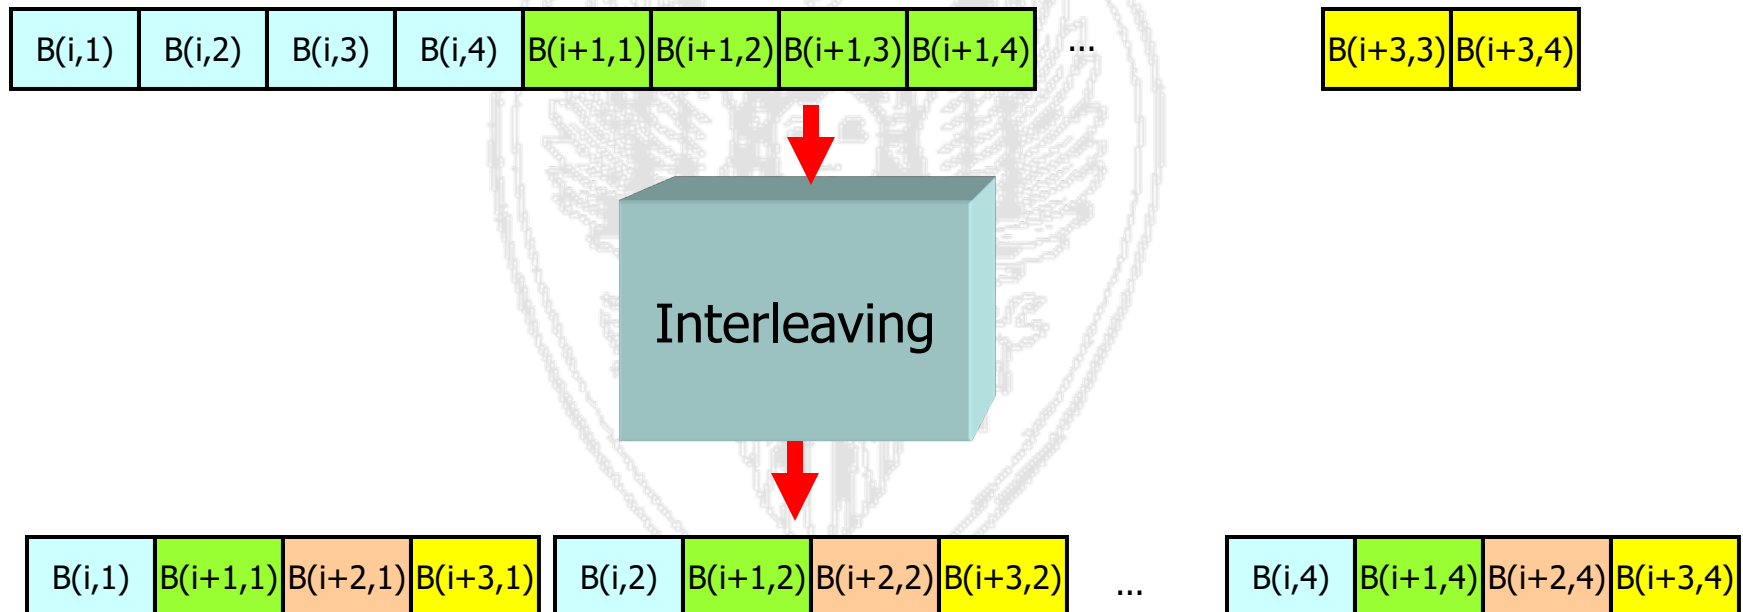 B(i,1) B(i,2) B(i,3) B(i,4) B(i+1,1) B(i+1,2) B(i+1,3) B(i+1,4) ... B(i+3,3) B(i+3,4)
Interleaving
B(i,1) B(i+1,1) B(i+2,1) B(i+3,1) B(i,2) B(i+1,2) B(i+2,2) B(i+3,2) ... B(i,4) B(i+1,4) B(i+2,4) B(i+3,4)